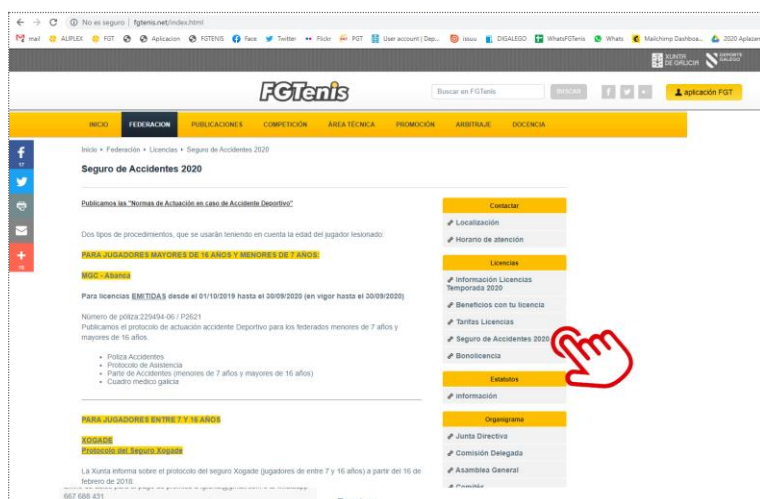 No es seguro | fgtenis.net/index.html
mail AUPLEX FGT Aplicacion FGTENIS Face Twitter Flickr PGT User account | Dep... issuu DIGALEGO WhatsFGTenis Whats Mailchimp Dashboa... 2020 Aplazam
XUNTA DE GALICIA DEPORTE GALEGO
FGTenis
Buscar en FGTenis BUSCAR aplicación FGT
INICIO FEDERACION PUBLICACIONES COMPETICIÓN ÁREA TÉCNICA PROMOCIÓN ARBITRAJE DOCENCIA
Inicio • Federación • Licencias • Seguro de Accidentes 2020
Seguro de Accidentes 2020
Publicamos las "Normas de Actuación en caso de Accidente Deportivo"
Dos tipos de procedimientos, que se usarán teniendo en cuenta la edad del jugador lesionado:
PARA JUGADORES MAYORES DE 16 AÑOS Y MENORES DE 7 AÑOS:
MGC - Abanca
Para licencias EMITIDAS desde el 01/10/2019 hasta el 30/09/2020 (en vigor hasta el 30/09/2020)
Número de póliza:229494-06 / P2621
Publicamos el protocolo de actuación accidente Deportivo para los federados menores de 7 años y
mayores de 16 años.
Poliza Accidentes
Protocolo de Asistencia
Parte de Accidentes (menores de 7 años y mayores de 16 años)
Cuadro medico galicia
PARA JUGADORES ENTRE 7 Y 16 AÑOS
XOGADE
Protocolo del Seguro Xogade
La Xunta informa sobre el protocolo del seguro Xogade (jugadores de entre 7 y 16 años) a partir del 16 de
febrero de 2018.
667 688 431
Contactar
Localización
Horario de atención
Licencias
Información Licencias
Temporada 2020
Beneficios con tu licencia
Tarifas Licencias
Seguro de Accidentes 2020
Bonolicencia
Estatutos
Información
Organigrama
Junta Directiva
Comisión Delegada
Asamblea General
Comités